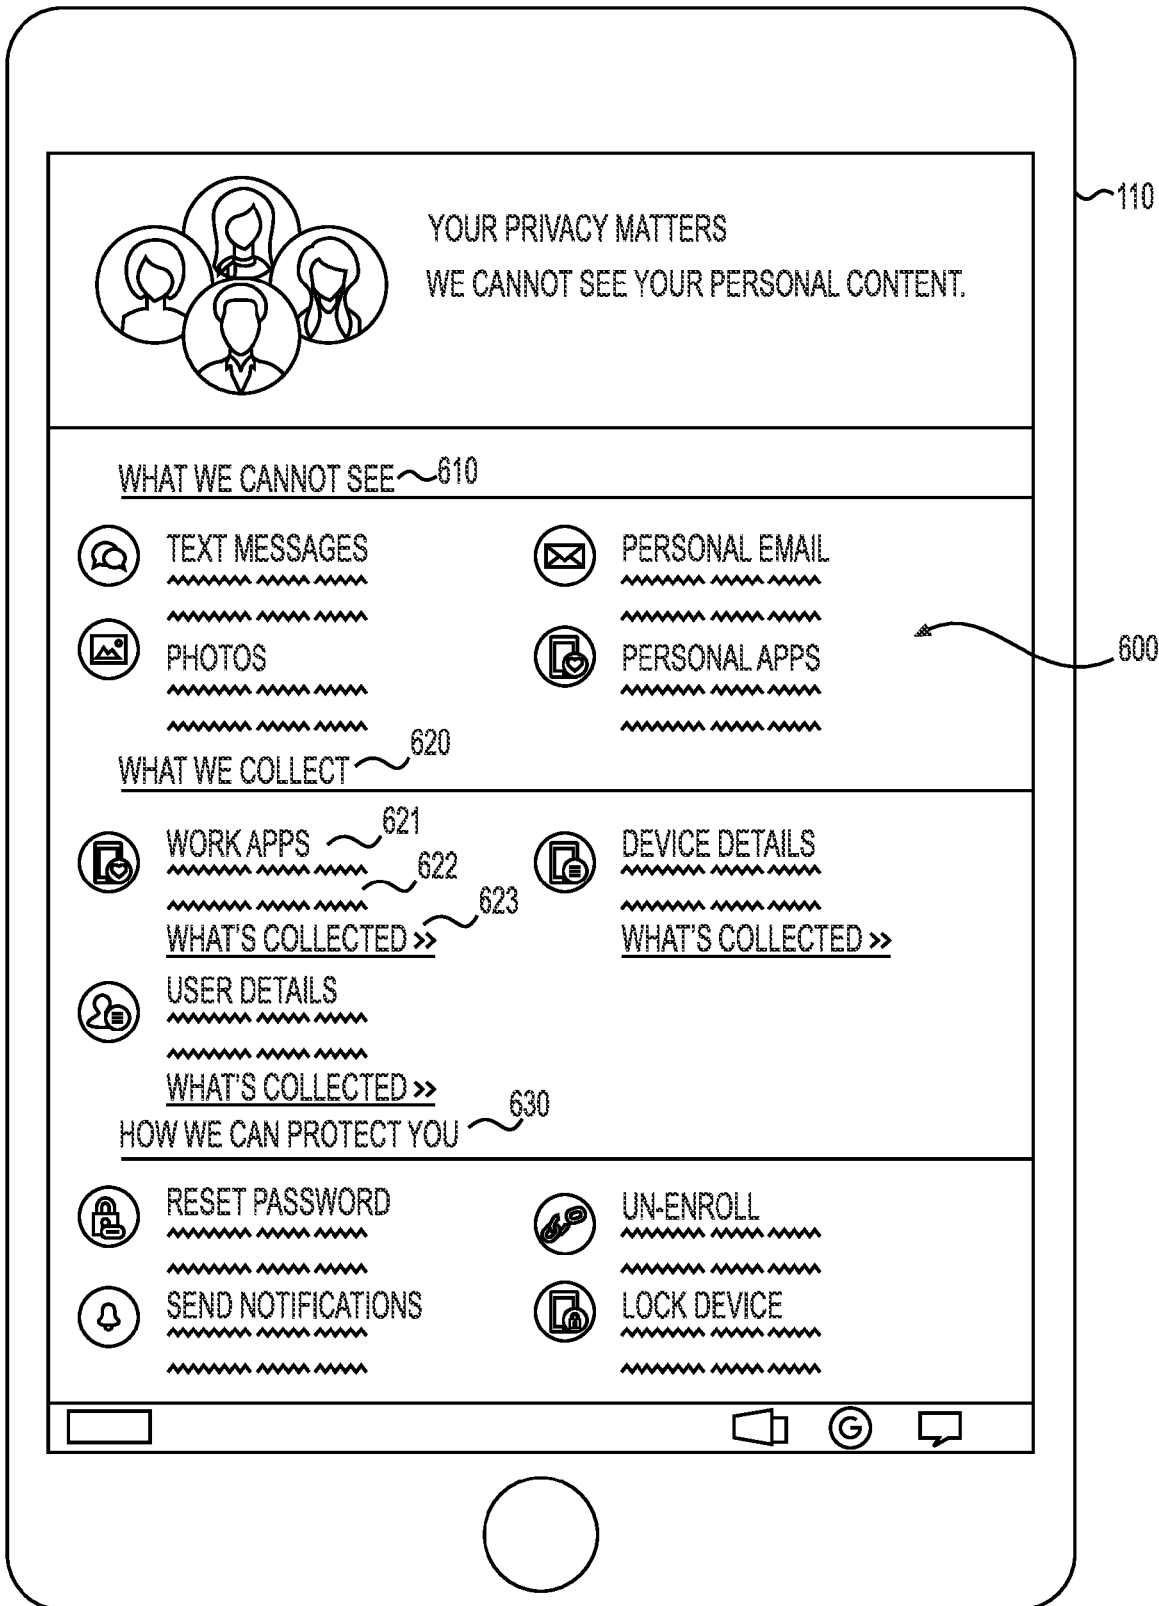 110
YOUR PRIVACY MATTERS
WE CANNOT SEE YOUR PERSONAL CONTENT.
WHAT WE CANNOT SEE 610
TEXT MESSAGES
PERSONAL EMAIL
600
PHOTOS
PERSONAL APPS
WHAT WE COLLECT 620
WORK APPS 621
622
WHAT'S COLLECTED >> 623
DEVICE DETAILS
WHAT'S COLLECTED >>
USER DETAILS
WHAT'S COLLECTED >>
HOW WE CAN PROTECT YOU 630
RESET PASSWORD
UN-ENROLL
SEND NOTIFICATIONS
LOCK DEVICE
G